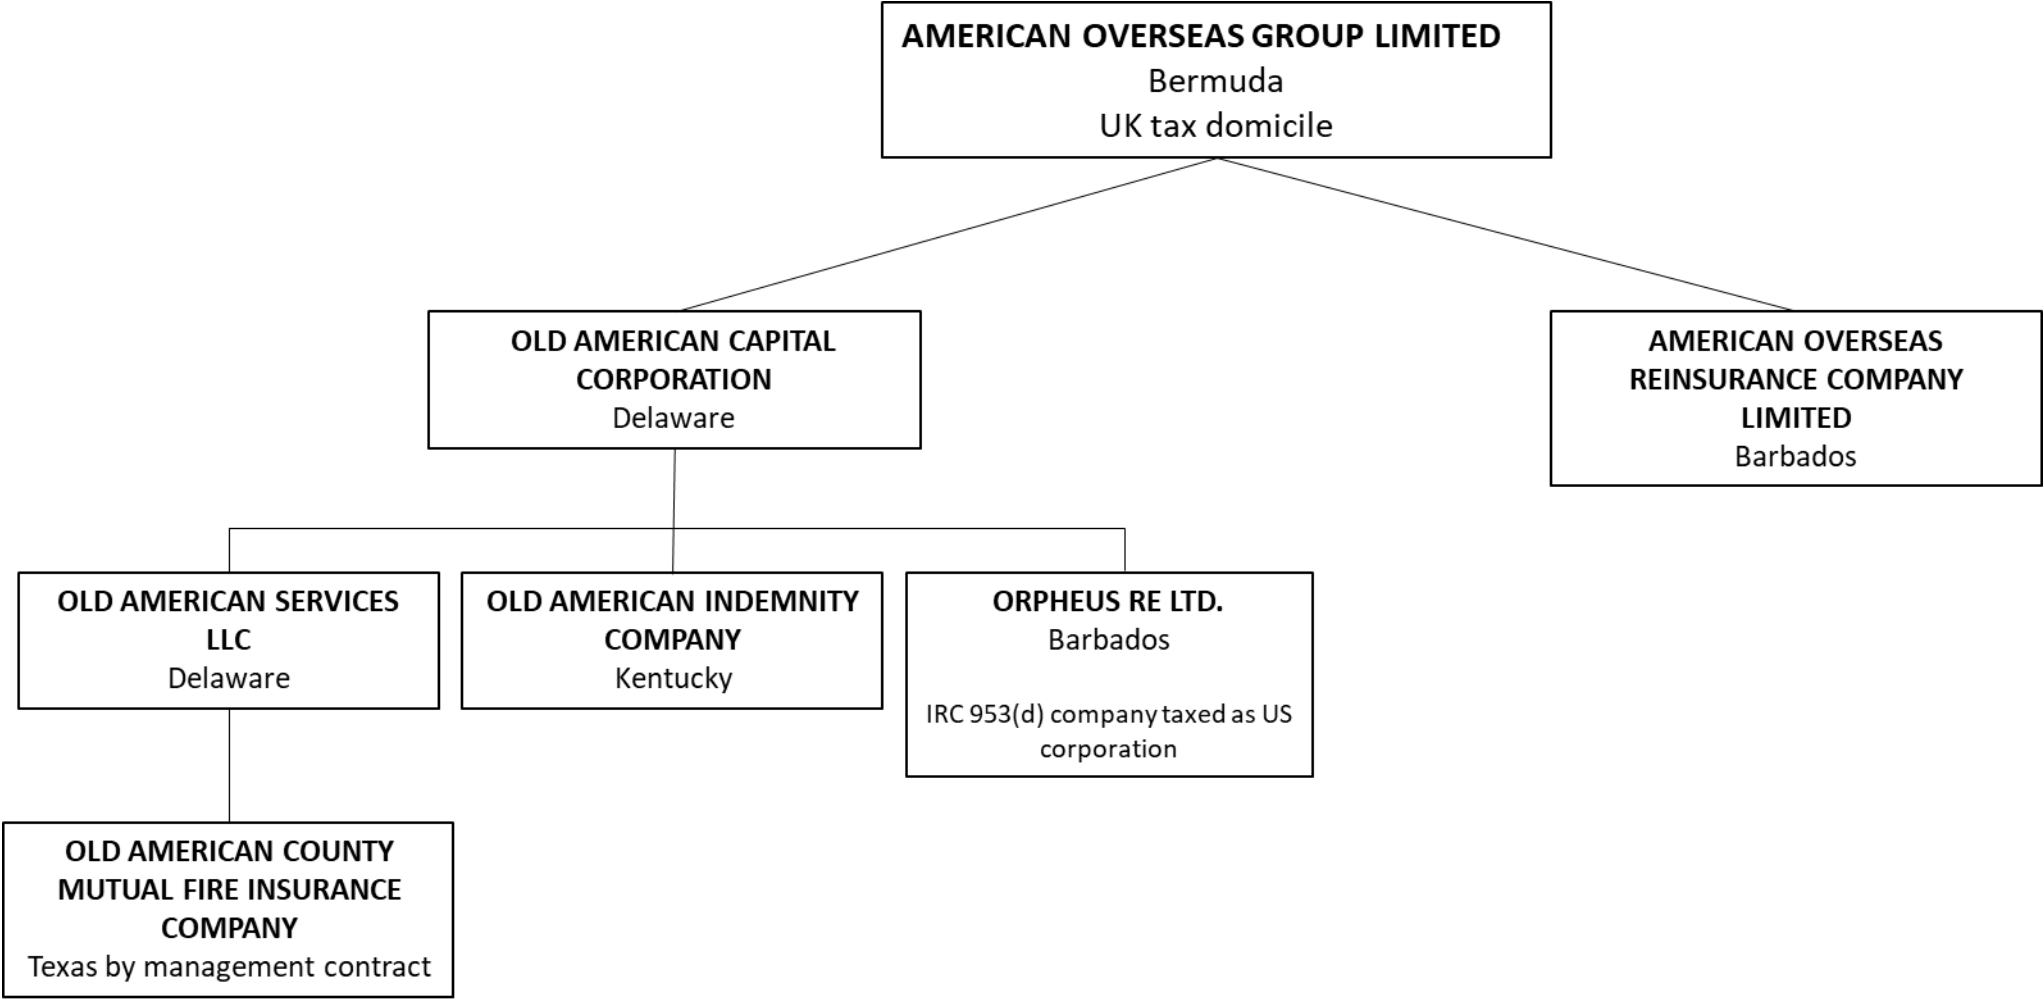 AMERICAN OVERSEAS GROUP LIMITED
Bermuda
UK tax domicile
OLD AMERICAN CAPITAL
CORPORATION
Delaware
AMERICAN OVERSEAS
REINSURANCE COMPANY
LIMITED
Barbados
OLD AMERICAN SERVICES
LLC
Delaware
OLD AMERICAN INDEMNITY
COMPANY
Kentucky
ORPHEUS RE LTD.
Barbados
IRC 953(d) company taxed as US
corporation
OLD AMERICAN COUNTY
MUTUAL FIRE INSURANCE
COMPANY
Texas by management contract